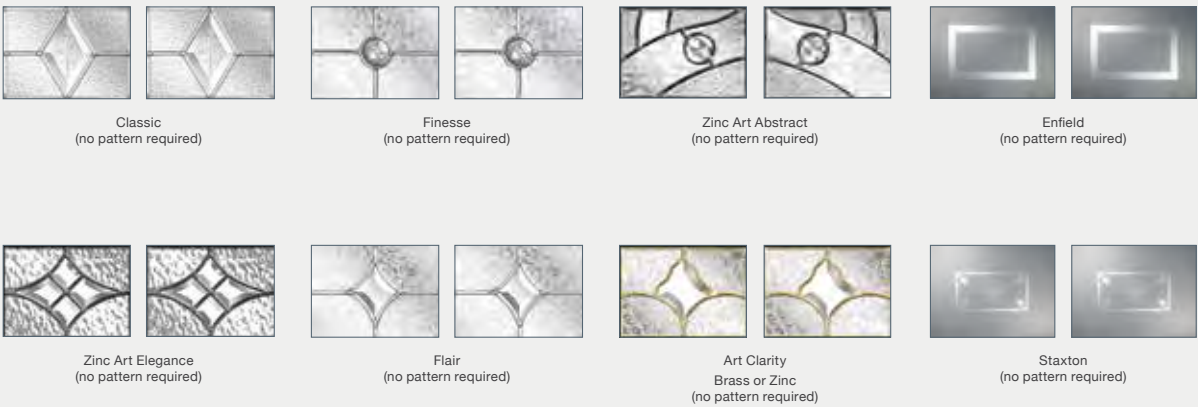 Classic
(no pattern required)
Finesse
(no pattern required)
Zinc Art Abstract
(no pattern required)
Enfield
(no pattern required)
Zinc Art Elegance
(no pattern required)
Flair
(no pattern required)
Art Clarity
Brass or Zinc
(no pattern required)
Staxton
(no pattern required)